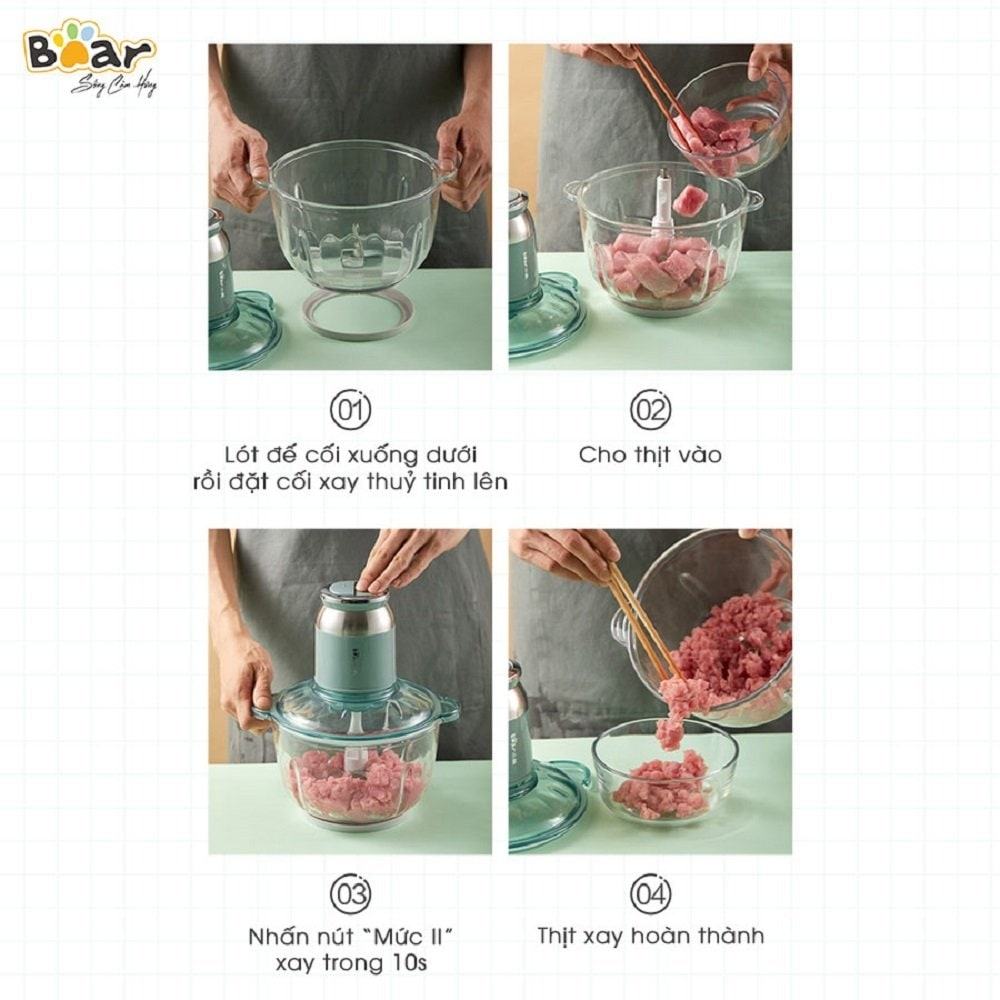 Bear
Sống Cảm Hứng
01
02
Lót đế cối xuống dưới
rồi đặt cối xay thuỷ tinh lên
Cho thịt vào
03
04
Nhấn nút “Mức II”
xay trong 10s
Thịt xay hoàn thành